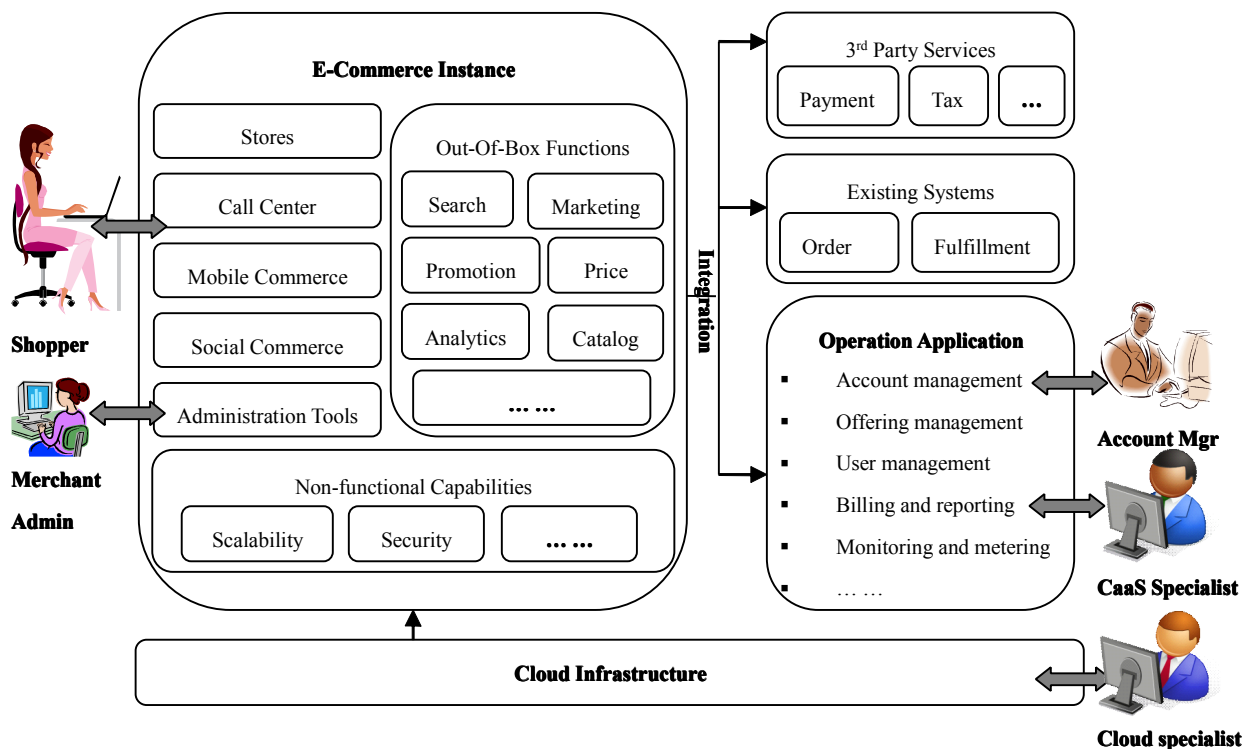 E-Commerce Instance
Stores
Call Center
Mobile Commerce
Social Commerce
Administration Tools
Out-Of-Box Functions
Search
Marketing
Promotion
Price
Analytics
Catalog
... ...
Non-functional Capabilities
Scalability
Security
... ...
Shopper
Merchant
Admin
Integration
3rd Party Services
Payment
Tax
...
Existing Systems
Order
Fulfillment
Operation Application
▪ Account management
▪ Offering management
▪ User management
▪ Billing and reporting
▪ Monitoring and metering
▪ ... ...
Account Mgr
CaaS Specialist
Cloud Infrastructure
Cloud specialist